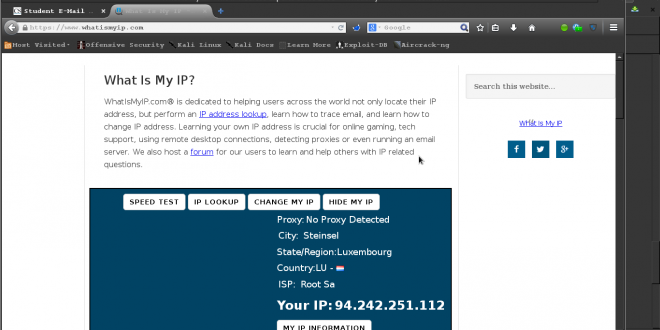 Student E-Mail
What Is My IP
https://www.whatismyip.com
Google
Most Visited
Offensive Security
Kali Linux
Kali Docs
Learn More
Exploit-DB
Aircrack-ng
What Is My IP?
WhatIsMyIP.com® is dedicated to helping users across the world not only locate their IP
address, but perform an IP address lookup, learn how to trace email, and learn how to
change IP address. Learning your own IP address is crucial for online gaming, tech
support, using remote desktop connections, detecting proxies or even running an email
server. We also host a forum for our users to learn and help others with IP related
questions.
Search this website...
What Is My IP
SPEED TEST
IP LOOKUP
CHANGE MY IP
HIDE MY IP
Proxy: No Proxy Detected
City: Steinsel
State/Region:Luxembourg
Country:LU -
ISP: Root Sa
Your IP: 94.242.251.112
MY IP INFORMATION